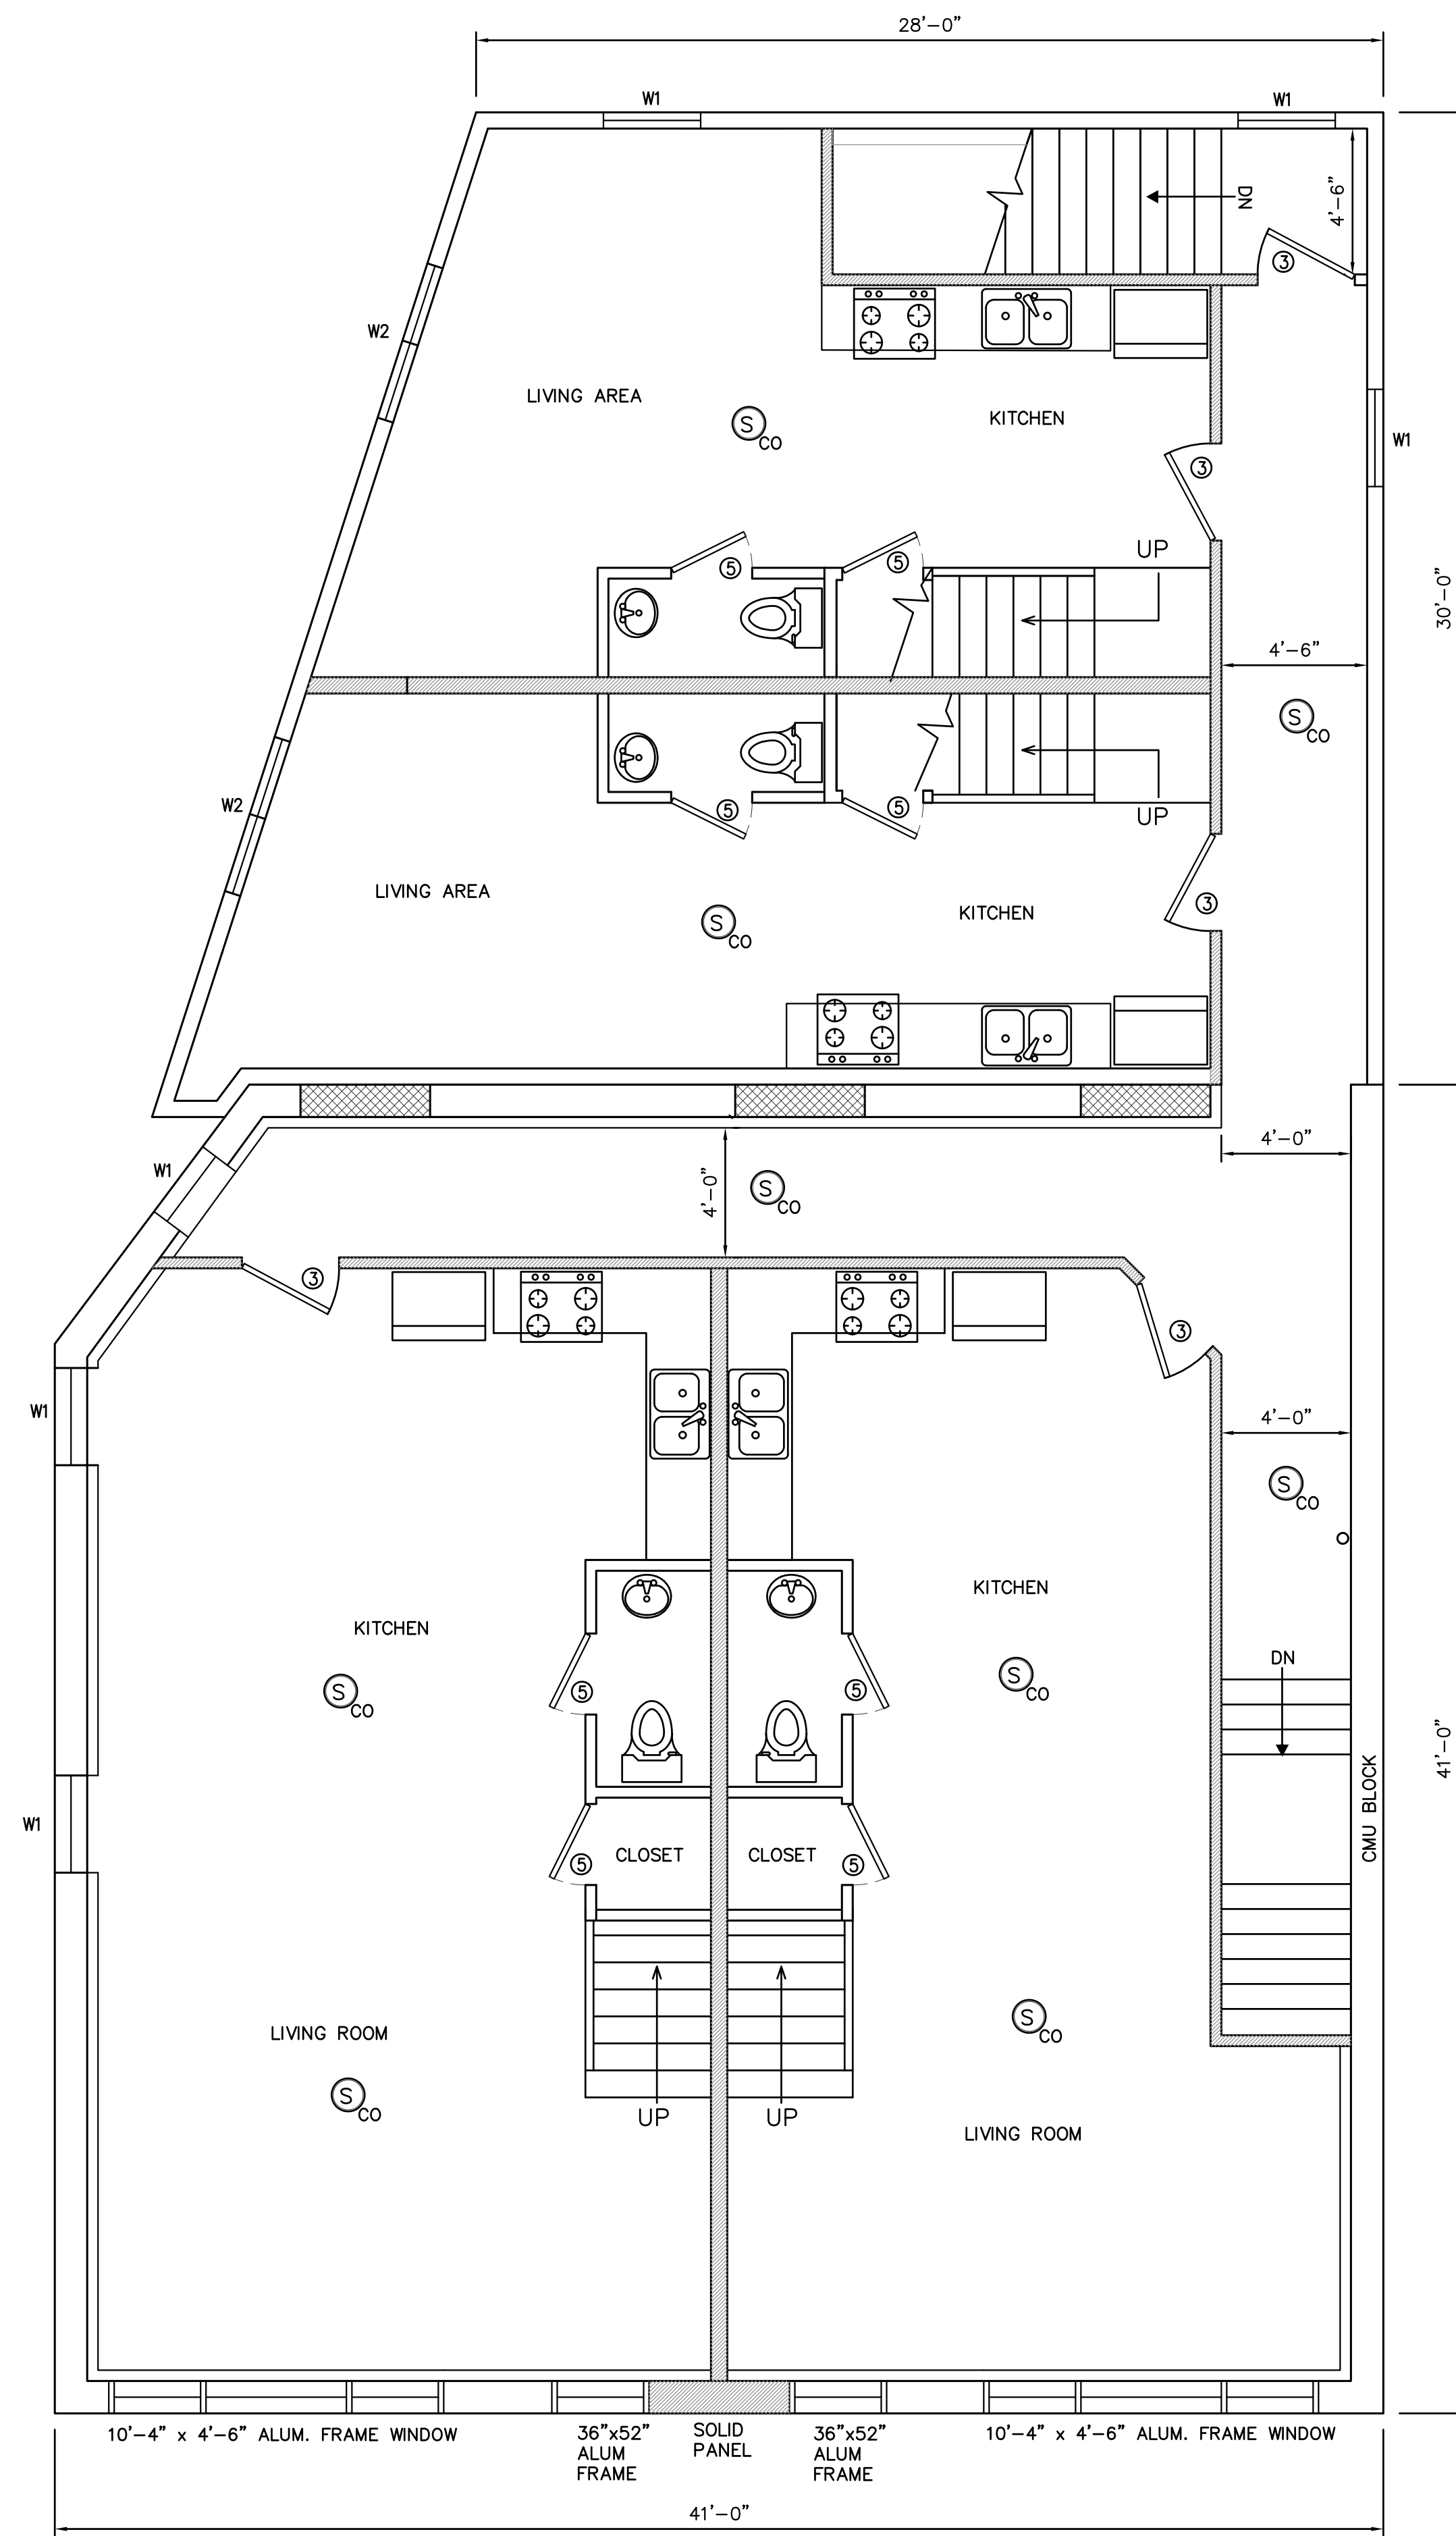 28'-0"
W1
W1
DN
4'-6"
3
W2
LIVING AREA
S
CO
KITCHEN
W1
3
UP
5
5
30'-0"
4'-6"
S
CO
W2
5
5
UP
LIVING AREA
S
CO
KITCHEN
3
4'-0"
W1
4'-0"
S
CO
3
3
W1
4'-0"
S
CO
KITCHEN
KITCHEN
DN
S
CO
S
CO
5
5
41'-0"
CMU BLOCK
W1
CLOSET
CLOSET
5
5
LIVING ROOM
S
CO
S
CO
UP
UP
LIVING ROOM
10'-4" x 4'-6" ALUM. FRAME WINDOW
36"x52"
ALUM
FRAME
SOLID
PANEL
36"x52"
ALUM
FRAME
10'-4" x 4'-6" ALUM. FRAME WINDOW
41'-0"